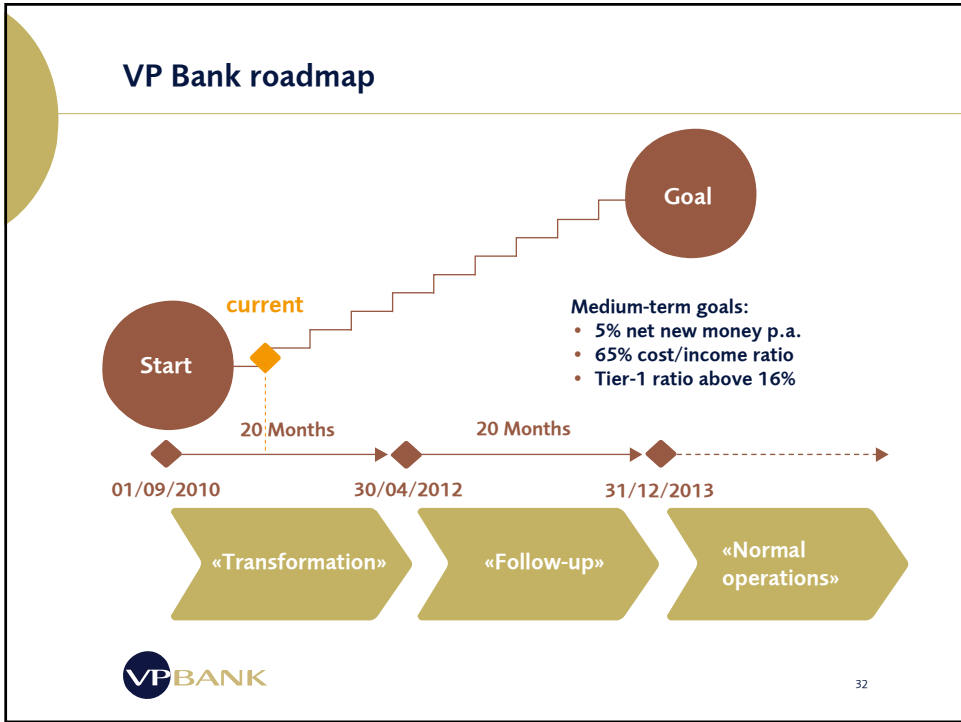 VP Bank roadmap
Goal
current
Start
Medium-term goals:
• 5% net new money p.a.
• 65% cost/income ratio
• Tier-1 ratio above 16%
20 Months
20 Months
01/09/2010
30/04/2012
31/12/2013
«Transformation»
«Follow-up»
«Normal
operations»
VP BANK
32